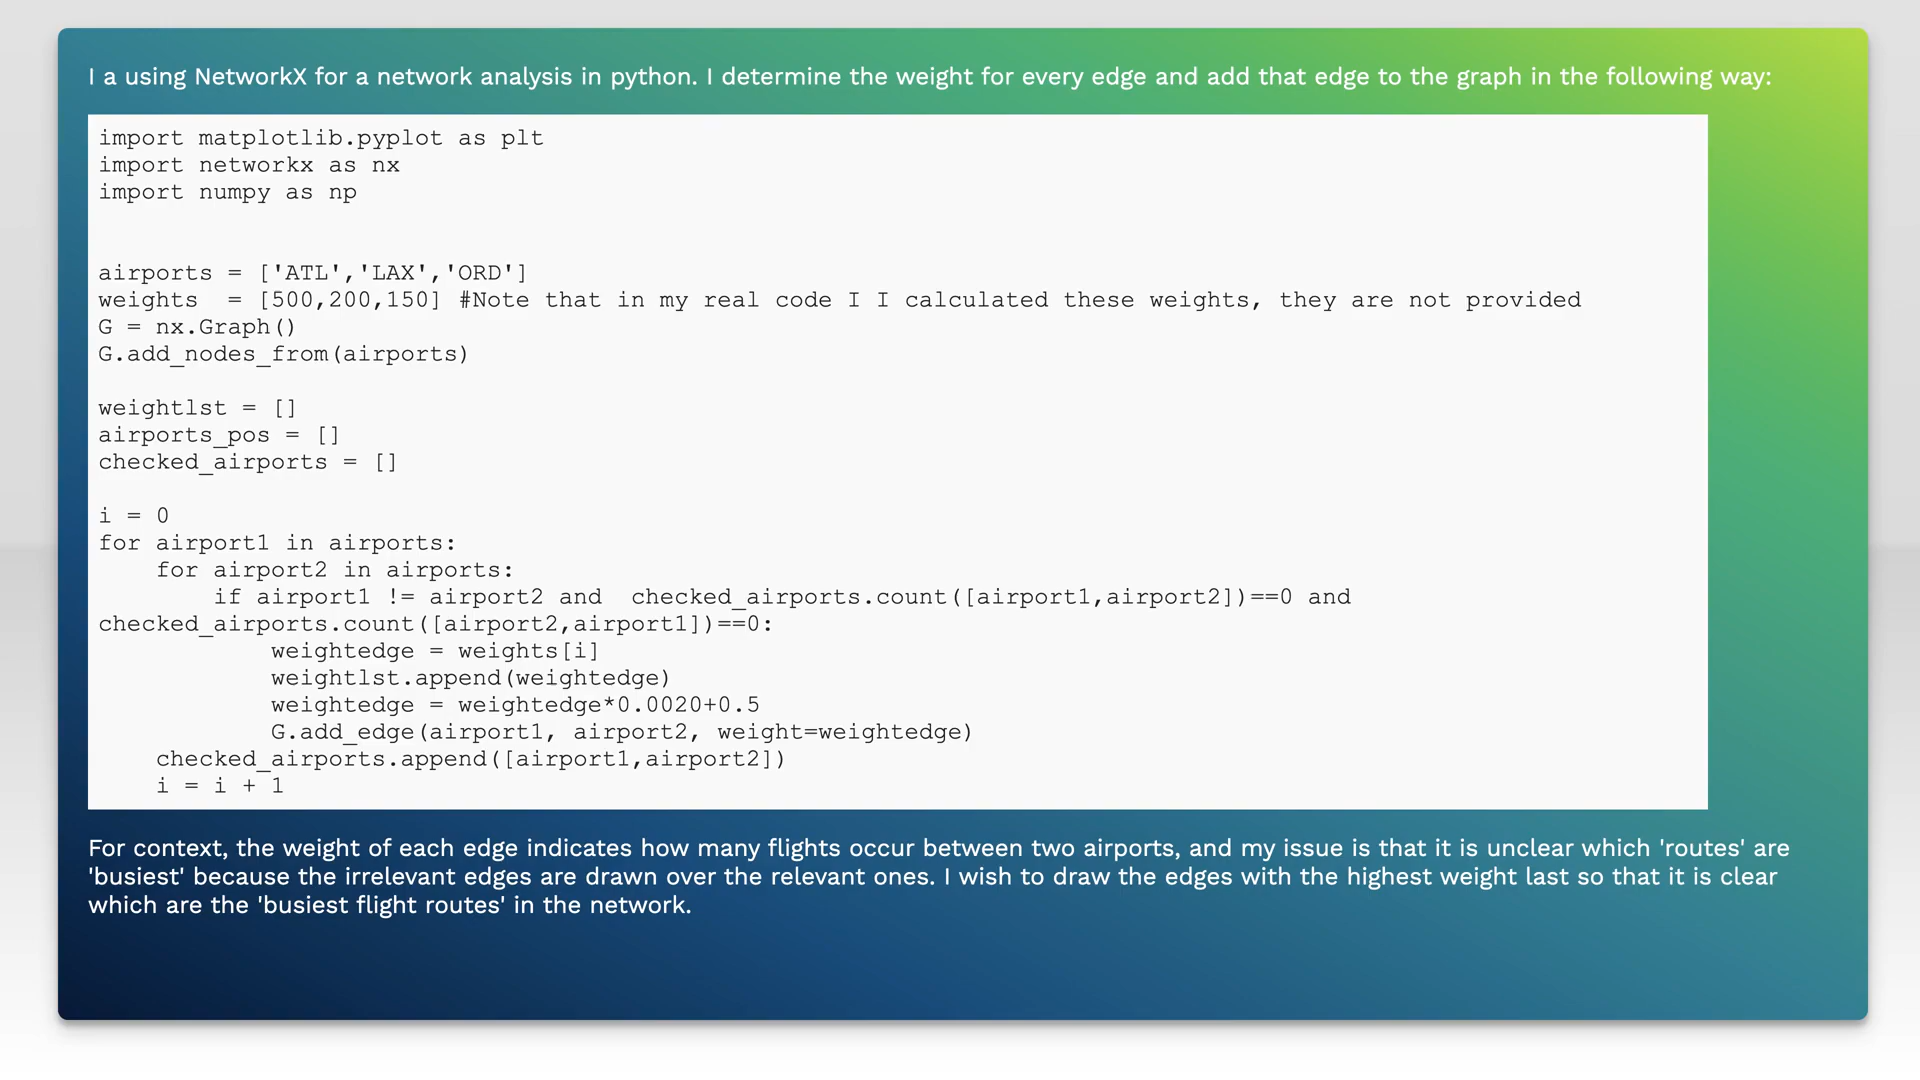 I a using NetworkX for a network analysis in python. I determine the weight for every edge and add that edge to the graph in the following way:
import matplotlib.pyplot as plt
import networkx as nx
import numpy as np


airports = ['ATL','LAX','ORD']
weights  = [500,200,150] #Note that in my real code I I calculated these weights, they are not provided
G = nx.Graph()
G.add_nodes_from(airports)

weightlst = []
airports_pos = []
checked_airports = []

i = 0
for airport1 in airports:
    for airport2 in airports:
        if airport1 != airport2 and  checked_airports.count([airport1,airport2])==0 and
checked_airports.count([airport2,airport1])==0:
            weightedge = weights[i]
            weightlst.append(weightedge)
            weightedge = weightedge*0.0020+0.5
            G.add_edge(airport1, airport2, weight=weightedge)
    checked_airports.append([airport1,airport2])
    i = i + 1
For context, the weight of each edge indicates how many flights occur between two airports, and my issue is that it is unclear which 'routes' are
'busiest' because the irrelevant edges are drawn over the relevant ones. I wish to draw the edges with the highest weight last so that it is clear
which are the 'busiest flight routes' in the network.